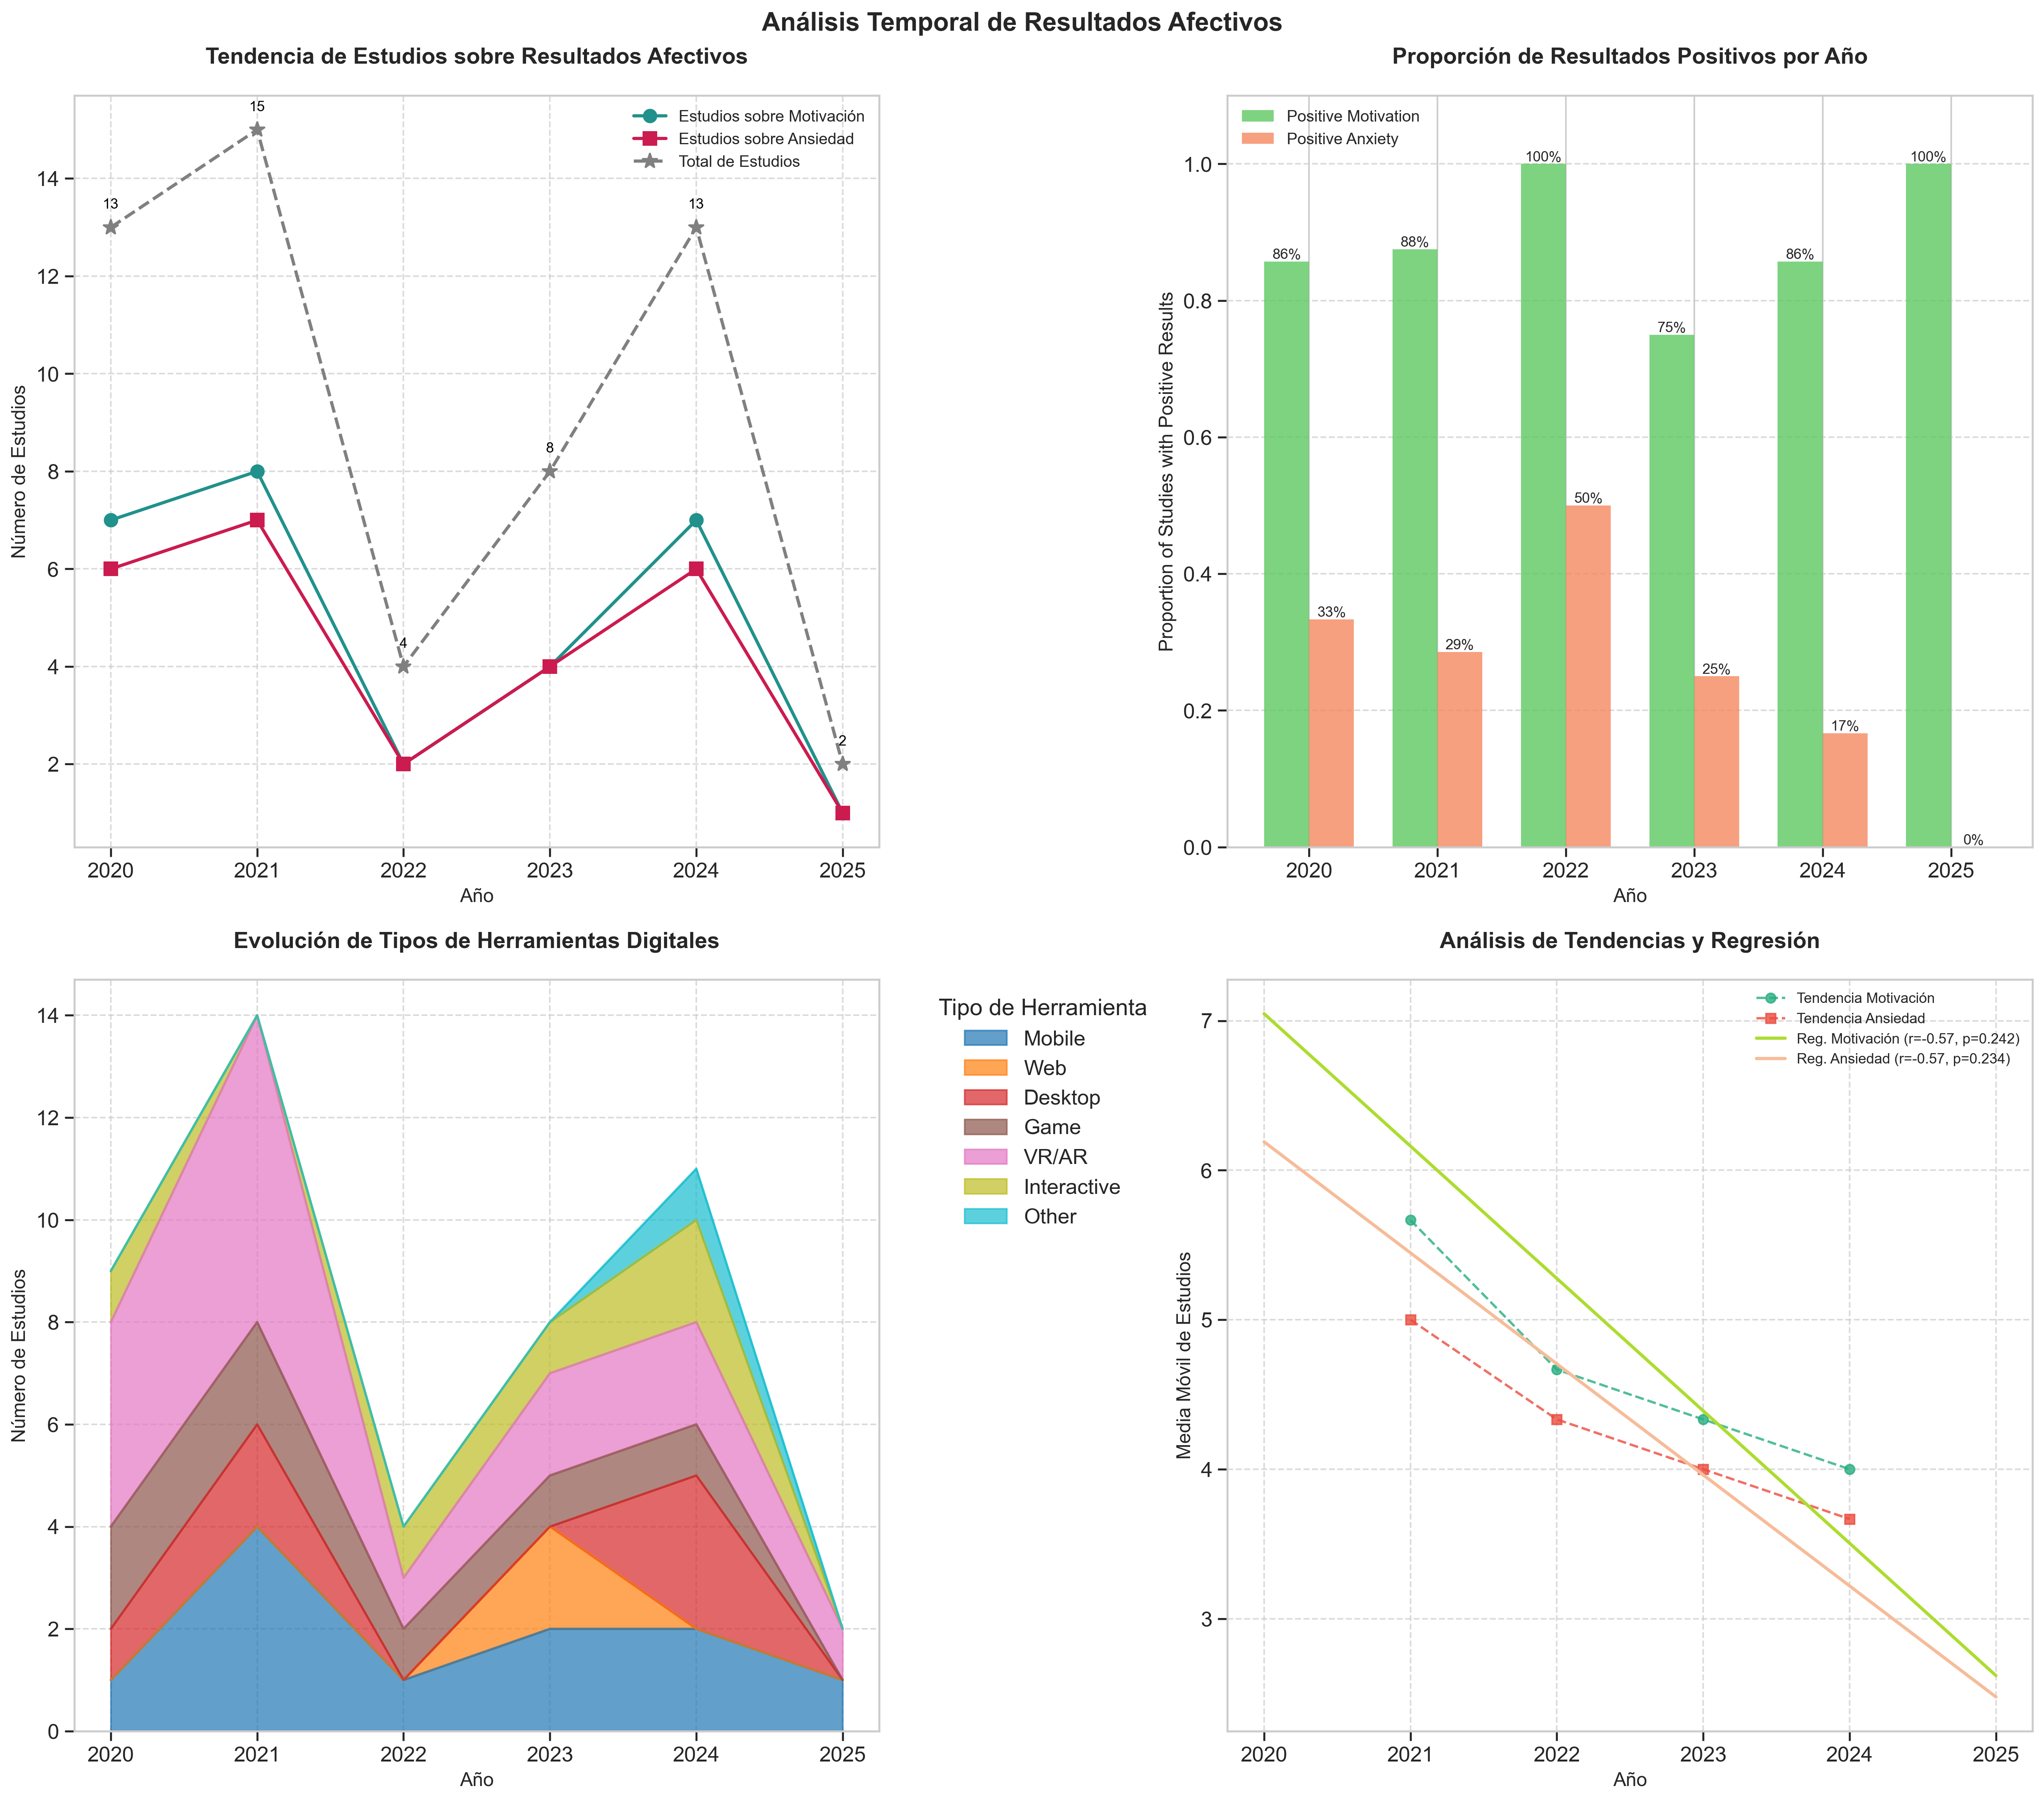 Análisis Temporal de Resultados Afectivos
Tendencia de Estudios sobre Resultados Afectivos
Estudios sobre Motivación
Estudios sobre Ansiedad
Total de Estudios
13
15
4
8
13
2
Número de Estudios
14
12
10
8
6
4
2
2020 2021 2022 2023 2024 2025
Año
Proporción de Resultados Positivos por Año
Positive Motivation
Positive Anxiety
86%
33%
88%
29%
100%
50%
75%
25%
86%
17%
100%
0%
Proportion of Studies with Positive Results
1.0
0.8
0.6
0.4
0.2
0.0
2020 2021 2022 2023 2024 2025
Año
Evolución de Tipos de Herramientas Digitales
Número de Estudios
14
12
10
8
6
4
2
0
2020 2021 2022 2023 2024 2025
Año
Tipo de Herramienta
Mobile
Web
Desktop
Game
VR/AR
Interactive
Other
Análisis de Tendencias y Regresión
Tendencia Motivación
Tendencia Ansiedad
Reg. Motivación (r=-0.57, p=0.242)
Reg. Ansiedad (r=-0.57, p=0.234)
Media Móvil de Estudios
7
6
5
4
3
2020 2021 2022 2023 2024 2025
Año